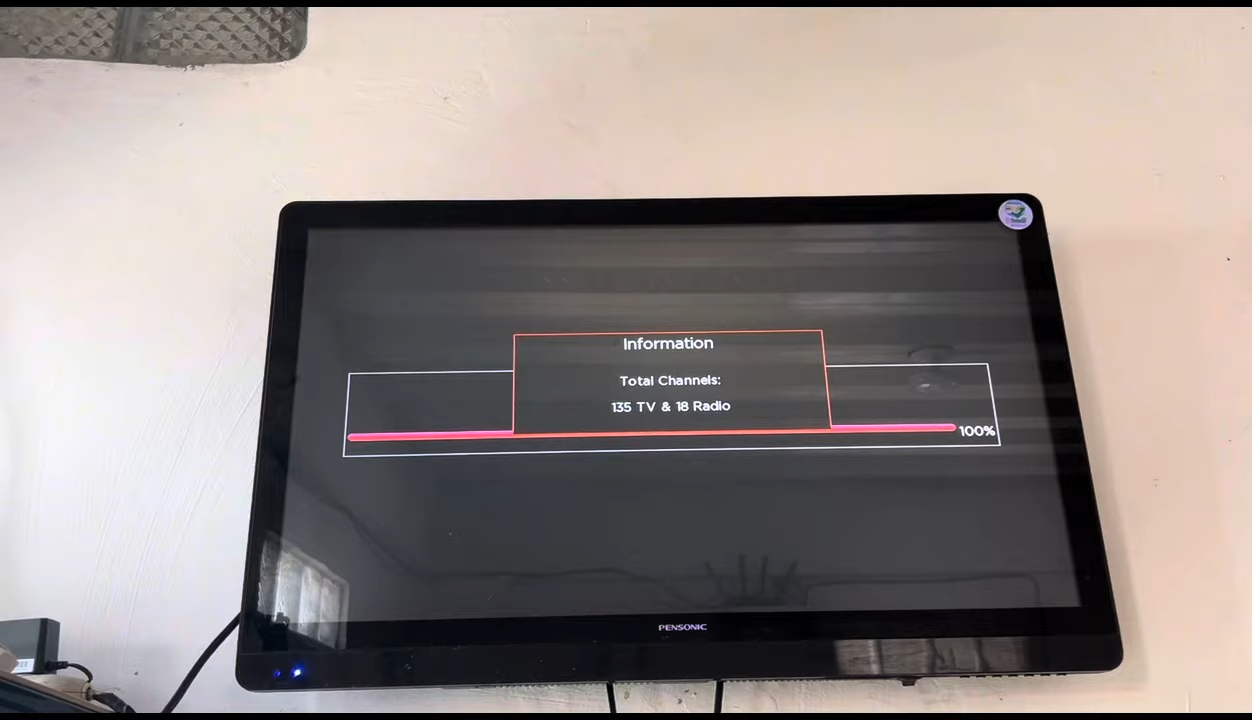 Information
Total Channels:
135 TV & 18 Radio
100%
PENSONIC